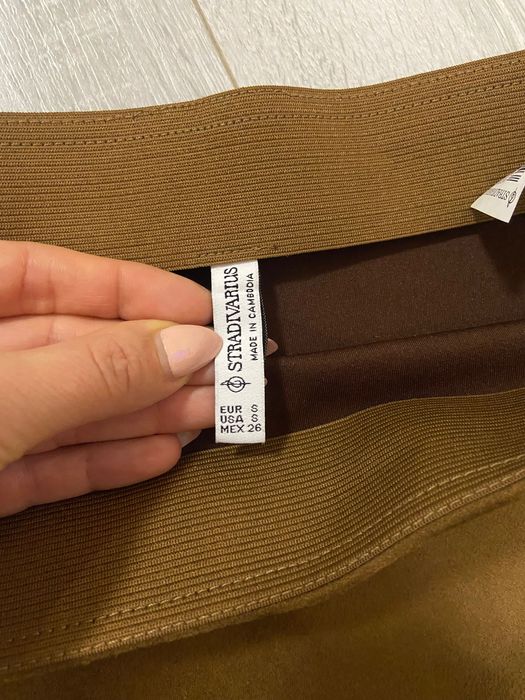 STRADIVARIUS
MADE IN CAMBODIA
EUR S
USA S
MEX 26